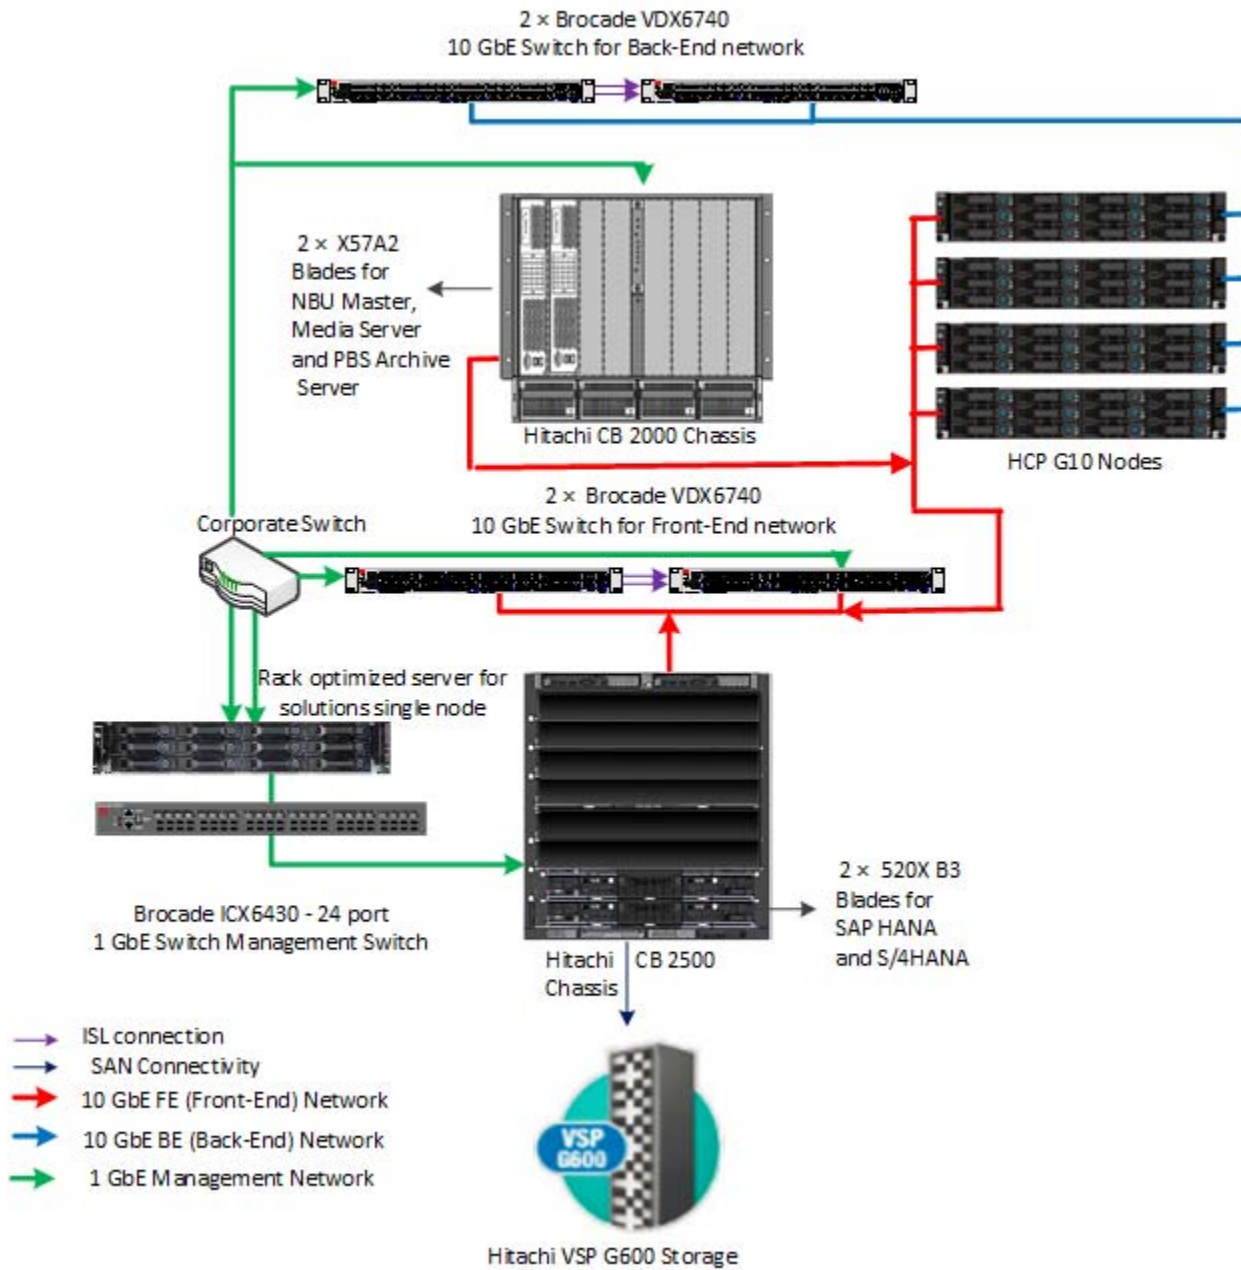 2 × Brocade VDX6740
10 GbE Switch for Back-End network
2 × X57A2
Blades for
NBU Master,
Media Server
and PBS Archive
Server
Hitachi CB 2000 Chassis
HCP G10 Nodes
2 × Brocade VDX6740
10 GbE Switch for Front-End network
Corporate Switch
Rack optimized server for
solutions single node
2 × 520X B3
Blades for
SAP HANA
and S/4HANA
Brocade ICX6430 - 24 port
1 GbE Switch Management Switch
Hitachi CB 2500
Chassis
ISL connection
SAN Connectivity
10 GbE FE (Front-End) Network
10 GbE BE (Back-End) Network
1 GbE Management Network
VSP
G600
Hitachi VSP G600 Storage